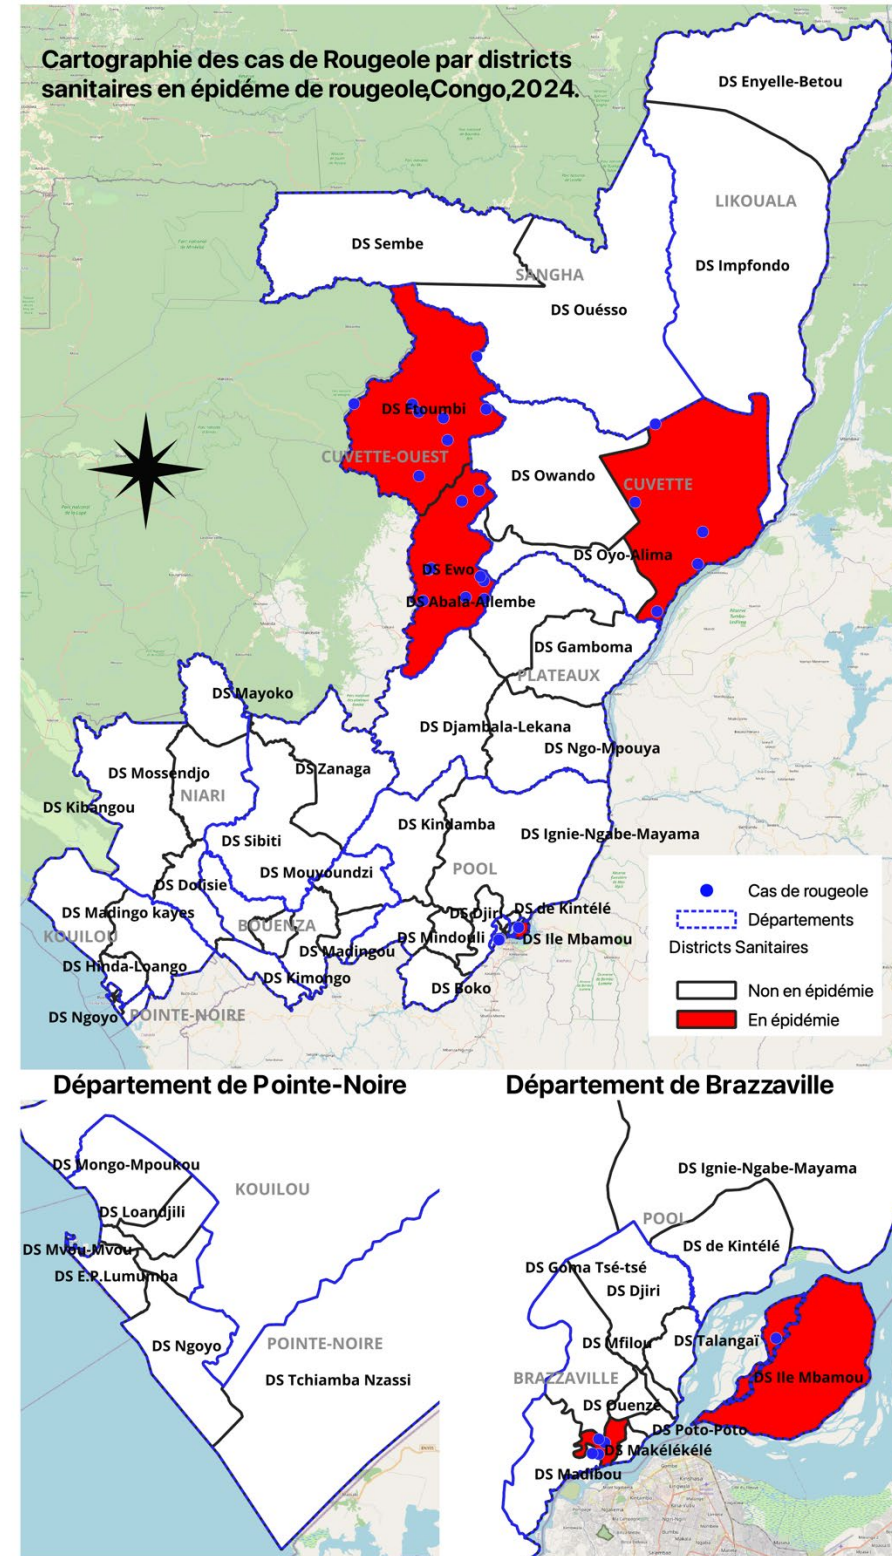 Cartographie des cas de Rougeole par districts
sanitaires en épidéme de rougeole,Congo,2024.
DS Enyelle-Betou
LIKOUALA
DS Sembe
DS Impfondo
SANGHA
DS Ouésso
DS Etoumbi
CUVETTE-OUEST
DS Owando
CUVETTE
DS Oyo-Alima
DS Ewo
DS Abala-Allembe
DS Gamboma
PLATEAUX
DS Mayoko
DS Djambala-Lekana
DS Ngo-Mpouya
DS Zanaga
DS Mossendjo
NIARI
DS Kibangou
DS Kindamba
DS Ignie-Ngabe-Mayama
DS Sibiti
POOL
DS Mouyoundzi
DS Dolisie
DS Madingo kayes
DS Djiri
DS de Kintélé
BOUENZA
KOUILOU
DS Mindouli
DS Ile Mbamou
DS Madingou
DS Hinda-Loango
DS Kimongo
DS Boko
DS Ngoyo
POINTE-NOIRE
Cas de rougeole
Départements
Districts Sanitaires
Non en épidémie
En épidémie
Département de Pointe-Noire
DS Mongo-Mpoukou
KOUILOU
DS Loandjili
DS Mvou-Mvou
DS E.P.Lumumba
DS Ngoyo
POINTE-NOIRE
DS Tchiamba Nzassi
Département de Brazzaville
DS Ignie-Ngabe-Mayama
POOL
DS de Kintélé
DS Goma Tsé-tsé
DS Djiri
DS Mfilou
DS Talangaï
BRAZZAVILLE
DS Ile Mbamou
DS Ouenzé
DS Poto-Poto
DS Makélékélé
DS Madibou